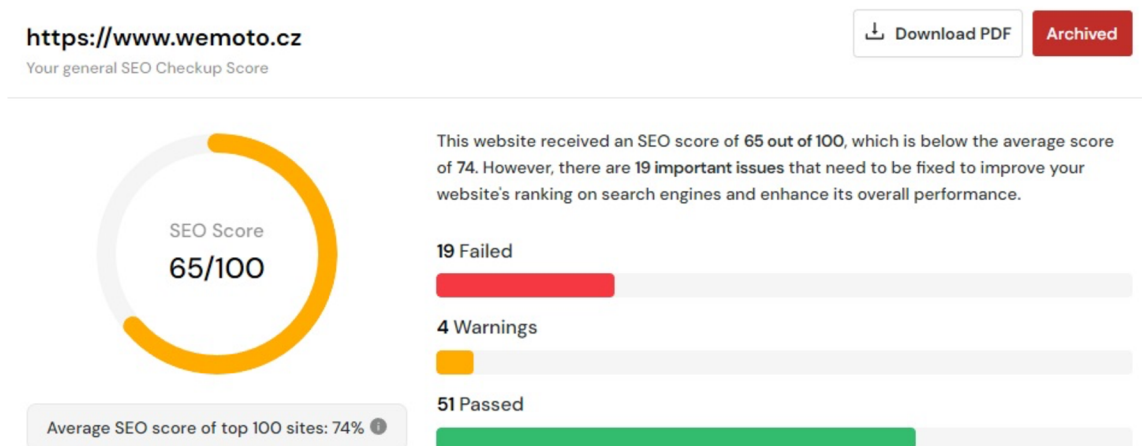 https://www.wemoto.cz
Your general SEO Checkup Score
Download PDF
Archived
SEO Score
65/100
Average SEO score of top 100 sites: 74%
This website received an SEO score of 65 out of 100, which is below the average score
of 74. However, there are 19 important issues that need to be fixed to improve your
website's ranking on search engines and enhance its overall performance.
19 Failed
4 Warnings
51 Passed